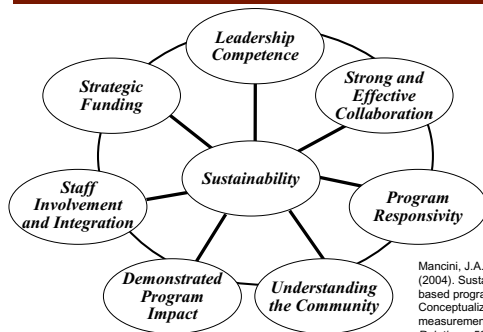 Leadership
Competence
Strong and
Effective
Collaboration
Program
Responsivity
Understanding
the Community
Demonstrated
Program
Impact
Staff
Involvement
and Integration
Strategic
Funding
Sustainability
Mancini, J.A.
(2004). Susta
based progra
Conceptualiz
measuremen